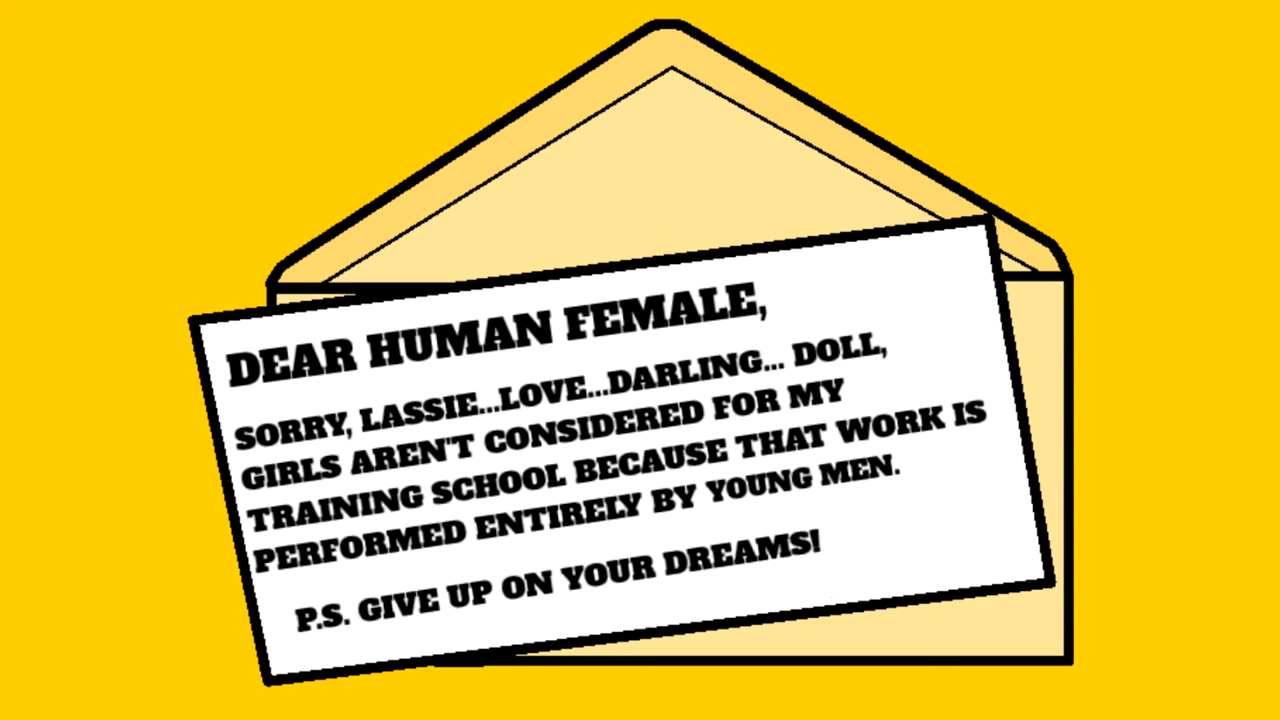 DEAR HUMAN FEMALE,
SORRY, LASSIE...LOVE...DARLING... DOLL,
GIRLS AREN'T CONSIDERED FOR MY
TRAINING SCHOOL BECAUSE THAT WORK IS
PERFORMED ENTIRELY BY YOUNG MEN.
P.S. GIVE UP ON YOUR DREAMS!